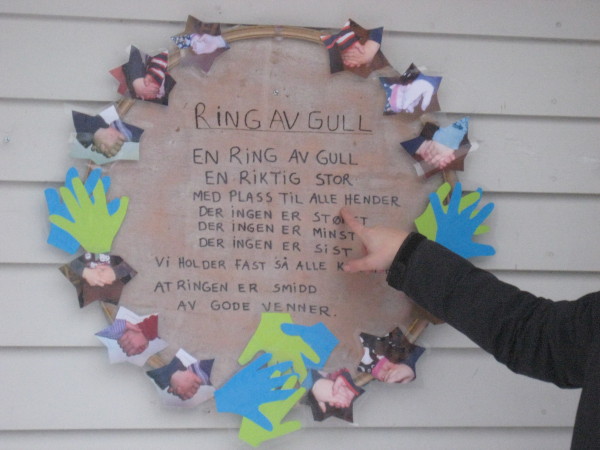 RING AV GULL
EN RING AV GULL
EN RIKTIG STOR
MED PLASS TIL ALLE HENDER
DER INGEN ER STØRST
DER INGEN ER MINST
DER INGEN ER SIST
VI HOLDER FAST SÅ ALLE
AT RINGEN ER SMIDD
AV GODE VENNER.